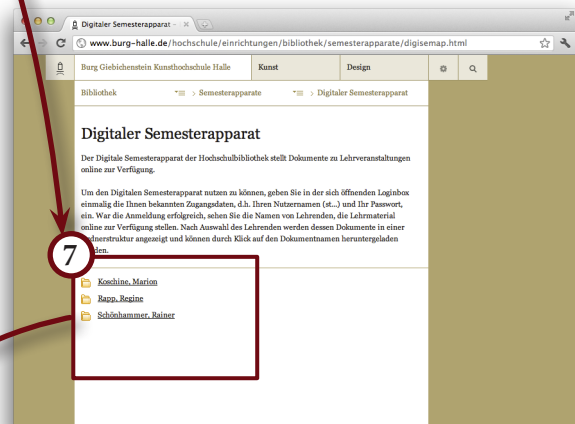 Digitaler Semesterapparat -
www.burg-halle.de/hochschule/einrichtungen/bibliothek/semesterapparate/digisemap.html
Burg Giebichenstein Kunsthochschule Halle Kunst Design
Bibliothek > Semesterapparate > Digitaler Semesterapparat
Digitaler Semesterapparat
Der Digitale Semesterapparat der Hochschulbibliothek stellt Dokumente zu Lehrveranstaltungen
online zur Verfügung.
Um den Digitalen Semesterapparat nutzen zu können, geben Sie in der sich öffnenden Loginbox
einmalig die Ihnen bekannten Zugangsdaten, d.h. Ihren Nutzernamen (st...) und Ihr Passwort,
ein. War die Anmeldung erfolgreich, sehen Sie die Namen von Lehrenden, die Lehrmaterial
online zur Verfügung stellen. Nach Auswahl des Lehrenden werden dessen Dokumente in einer
dnerstruktur angezeigt und können durch Klick auf den Dokumentnamen heruntergeladen
den.
7
Koschine, Marion
Rapp, Regine
Schönhammer, Rainer